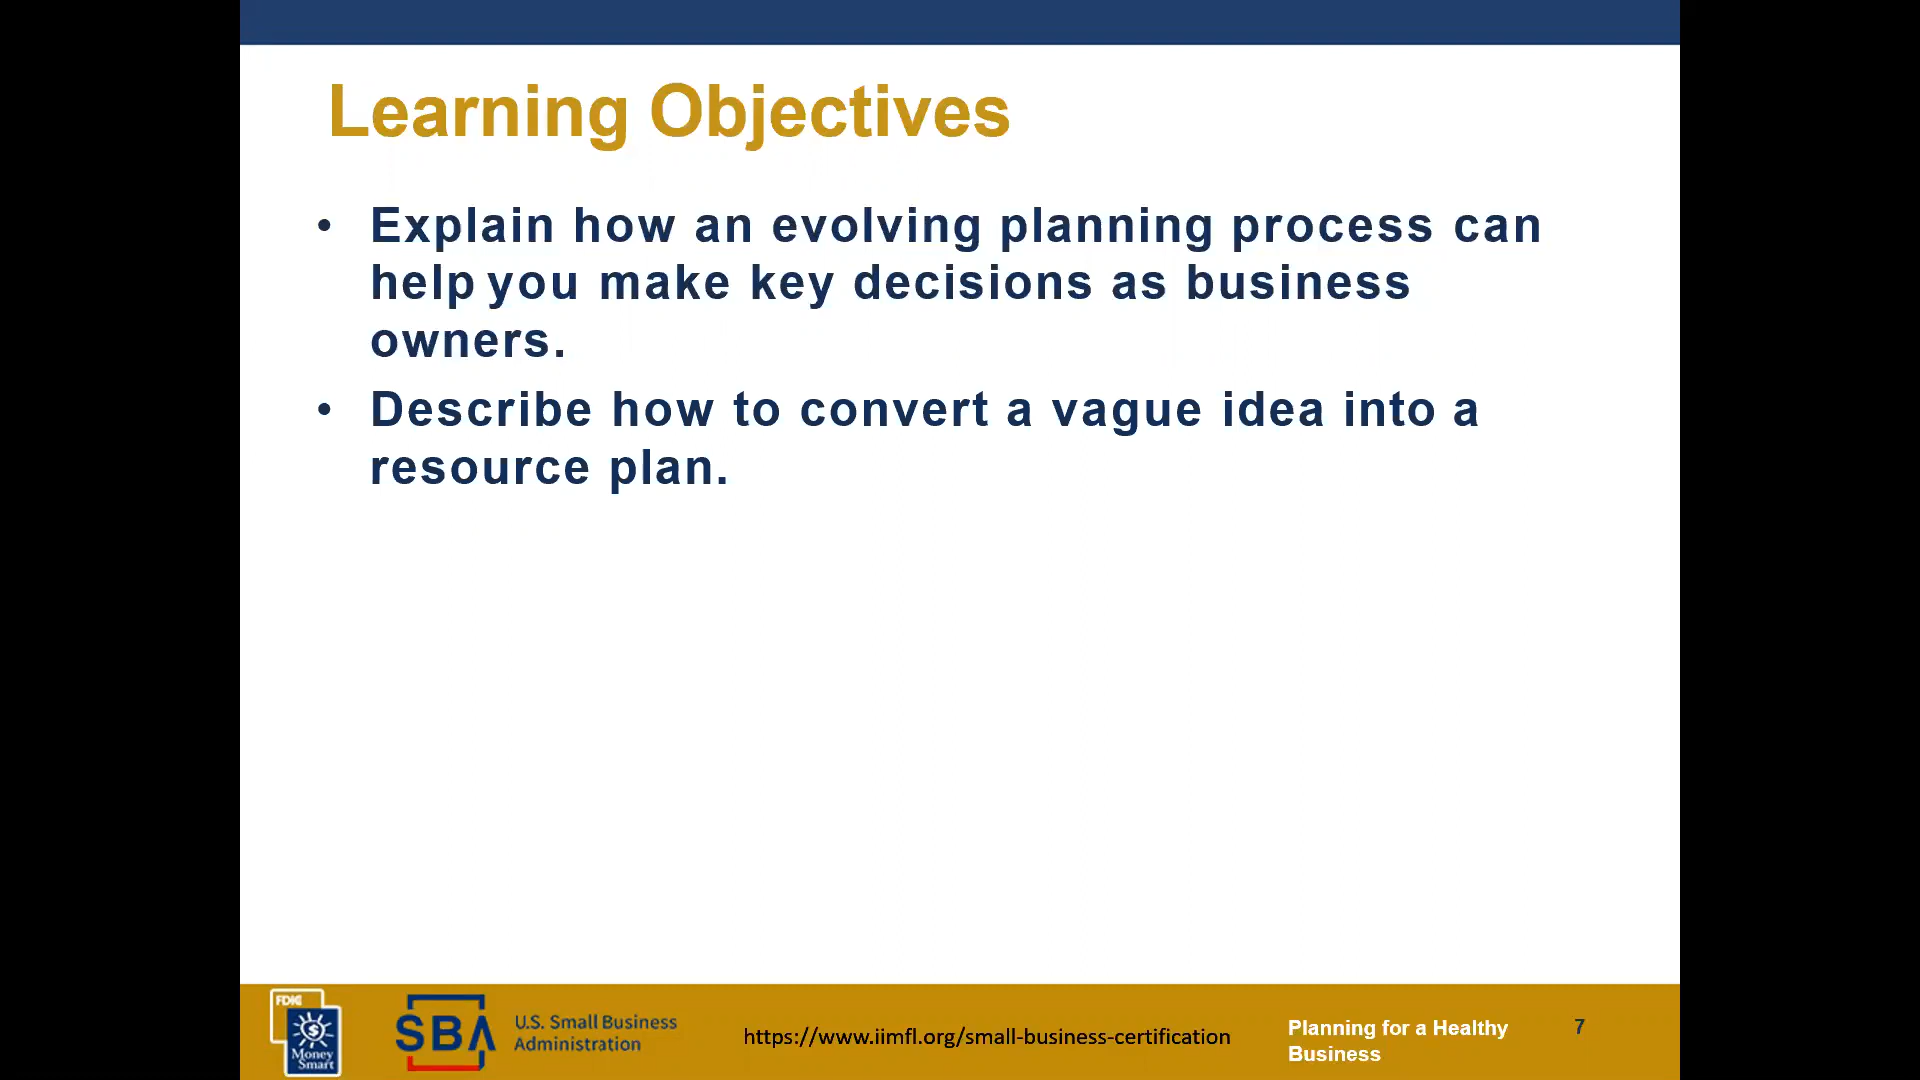 Learning Objectives
• Explain how an evolving planning process can
help you make key decisions as business
owners.
• Describe how to convert a vague idea into a
resource plan.
FDIC
Money
Smart
SBA
U.S. Small Business
Administration
https://www.iimfl.org/small-business-certification
Planning for a Healthy
Business
7